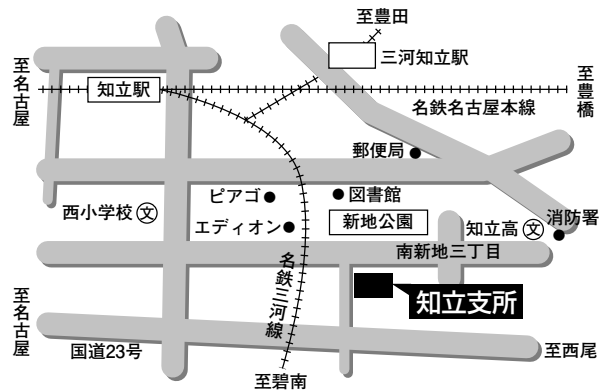 至豊田
三河知立駅
至名古屋
知立駅
至豊橋
名鉄名古屋本線
郵便局
ピアゴ
図書館
西小学校 文
エディオン
新地公園
知立高 文
消防署
南新地三丁目
名鉄三河線
知立支所
至名古屋
国道23号
至西尾
至碧南